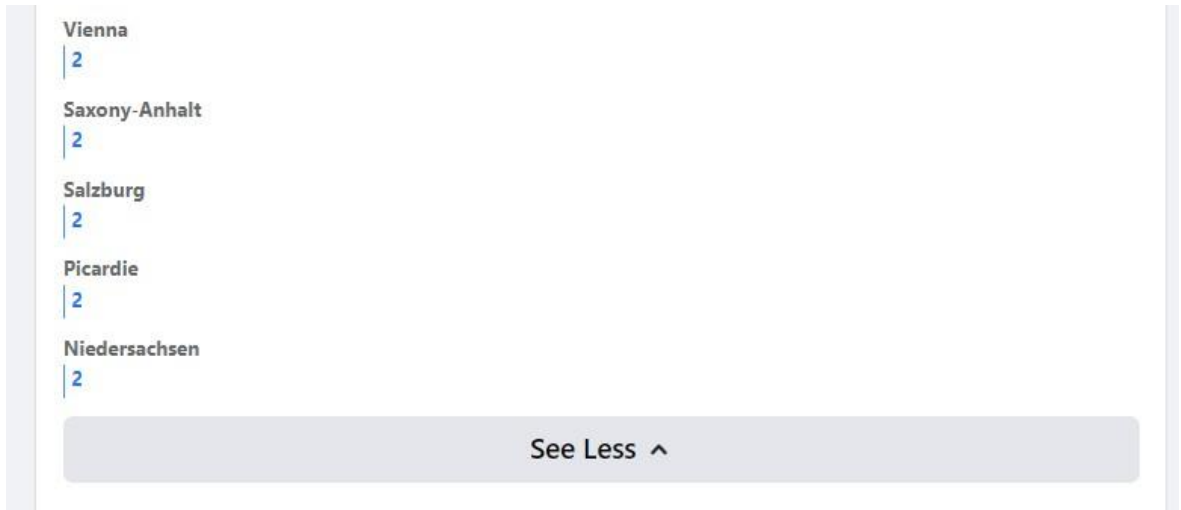 Vienna
2
Saxony-Anhalt
2
Salzburg
2
Picardie
2
Niedersachsen
2
See Less